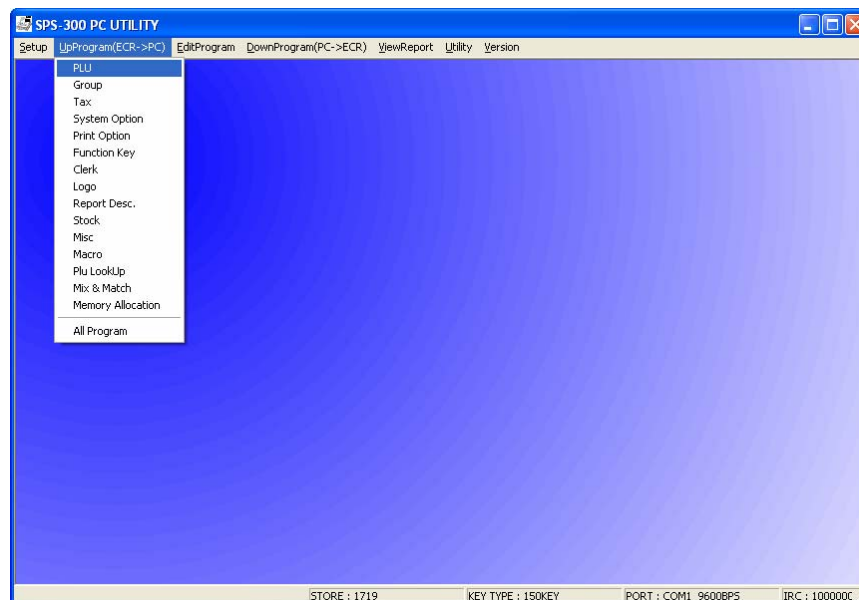 SPS-300 PC UTILITY
Setup UpProgram(ECR->PC) EditProgram DownProgram(PC->ECR) ViewReport Utility Version
PLU
Group
Tax
System Option
Print Option
Function Key
Clerk
Logo
Report Desc.
Stock
Misc
Macro
Plu LookUp
Mix & Match
Memory Allocation
All Program
STORE : 1719 KEY TYPE : 150KEY PORT : COM1 9600BPS IRC :